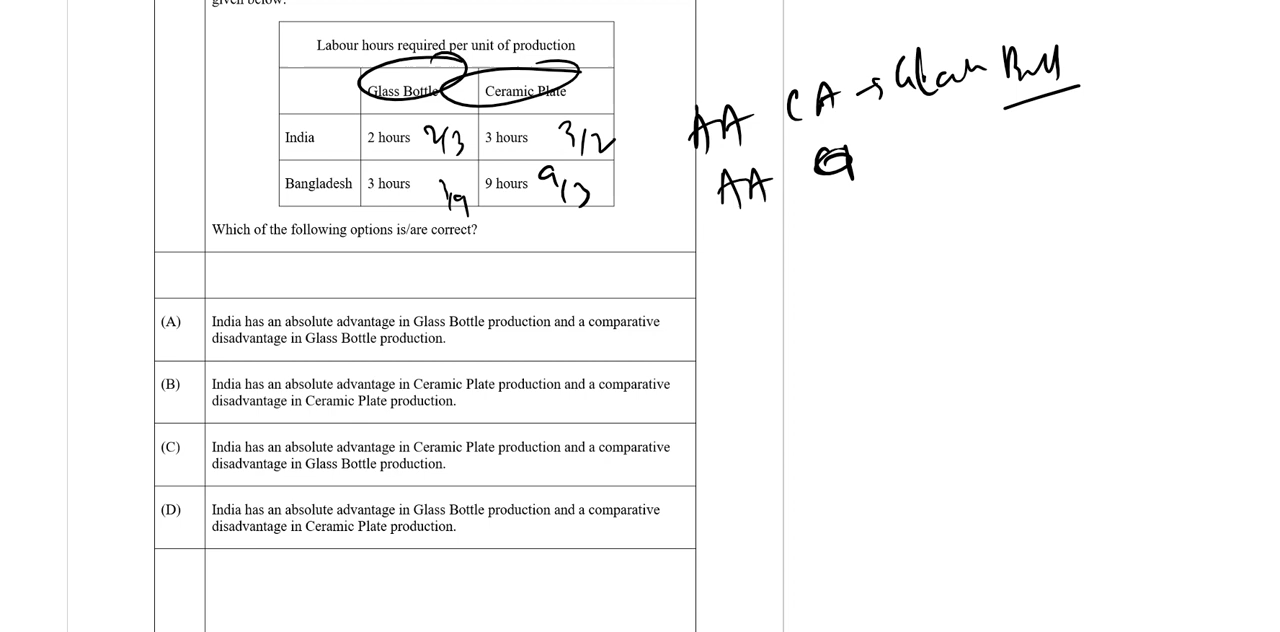 given below:
Labour hours required per unit of production
Glass Bottle Ceramic Plate
India 2 hours 2/3 3 hours 3/2
Bangladesh 3 hours 9 hours 9/3
AA CA →
AA
Which of the following options is/are correct?
(A) India has an absolute advantage in Glass Bottle production and a comparative
disadvantage in Glass Bottle production.
(B) India has an absolute advantage in Ceramic Plate production and a comparative
disadvantage in Ceramic Plate production.
(C) India has an absolute advantage in Ceramic Plate production and a comparative
disadvantage in Glass Bottle production.
(D) India has an absolute advantage in Glass Bottle production and a comparative
disadvantage in Ceramic Plate production.